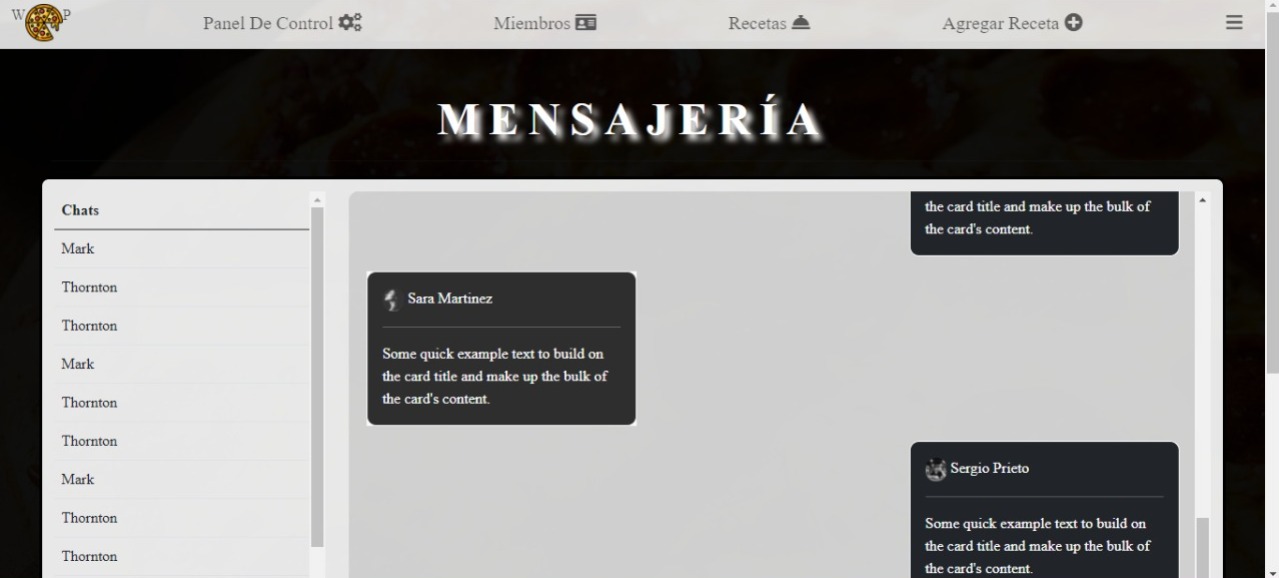 W P
Panel De Control
Miembros
Recetas
Agregar Receta
MENSAJERÍA
Chats
Mark
Thornton
Thornton
Mark
Thornton
Thornton
Mark
Thornton
Thornton
the card title and make up the bulk of
the card's content.
Sara Martinez
Some quick example text to build on
the card title and make up the bulk of
the card's content.
Sergio Prieto
Some quick example text to build on
the card title and make up the bulk of
the card's content.